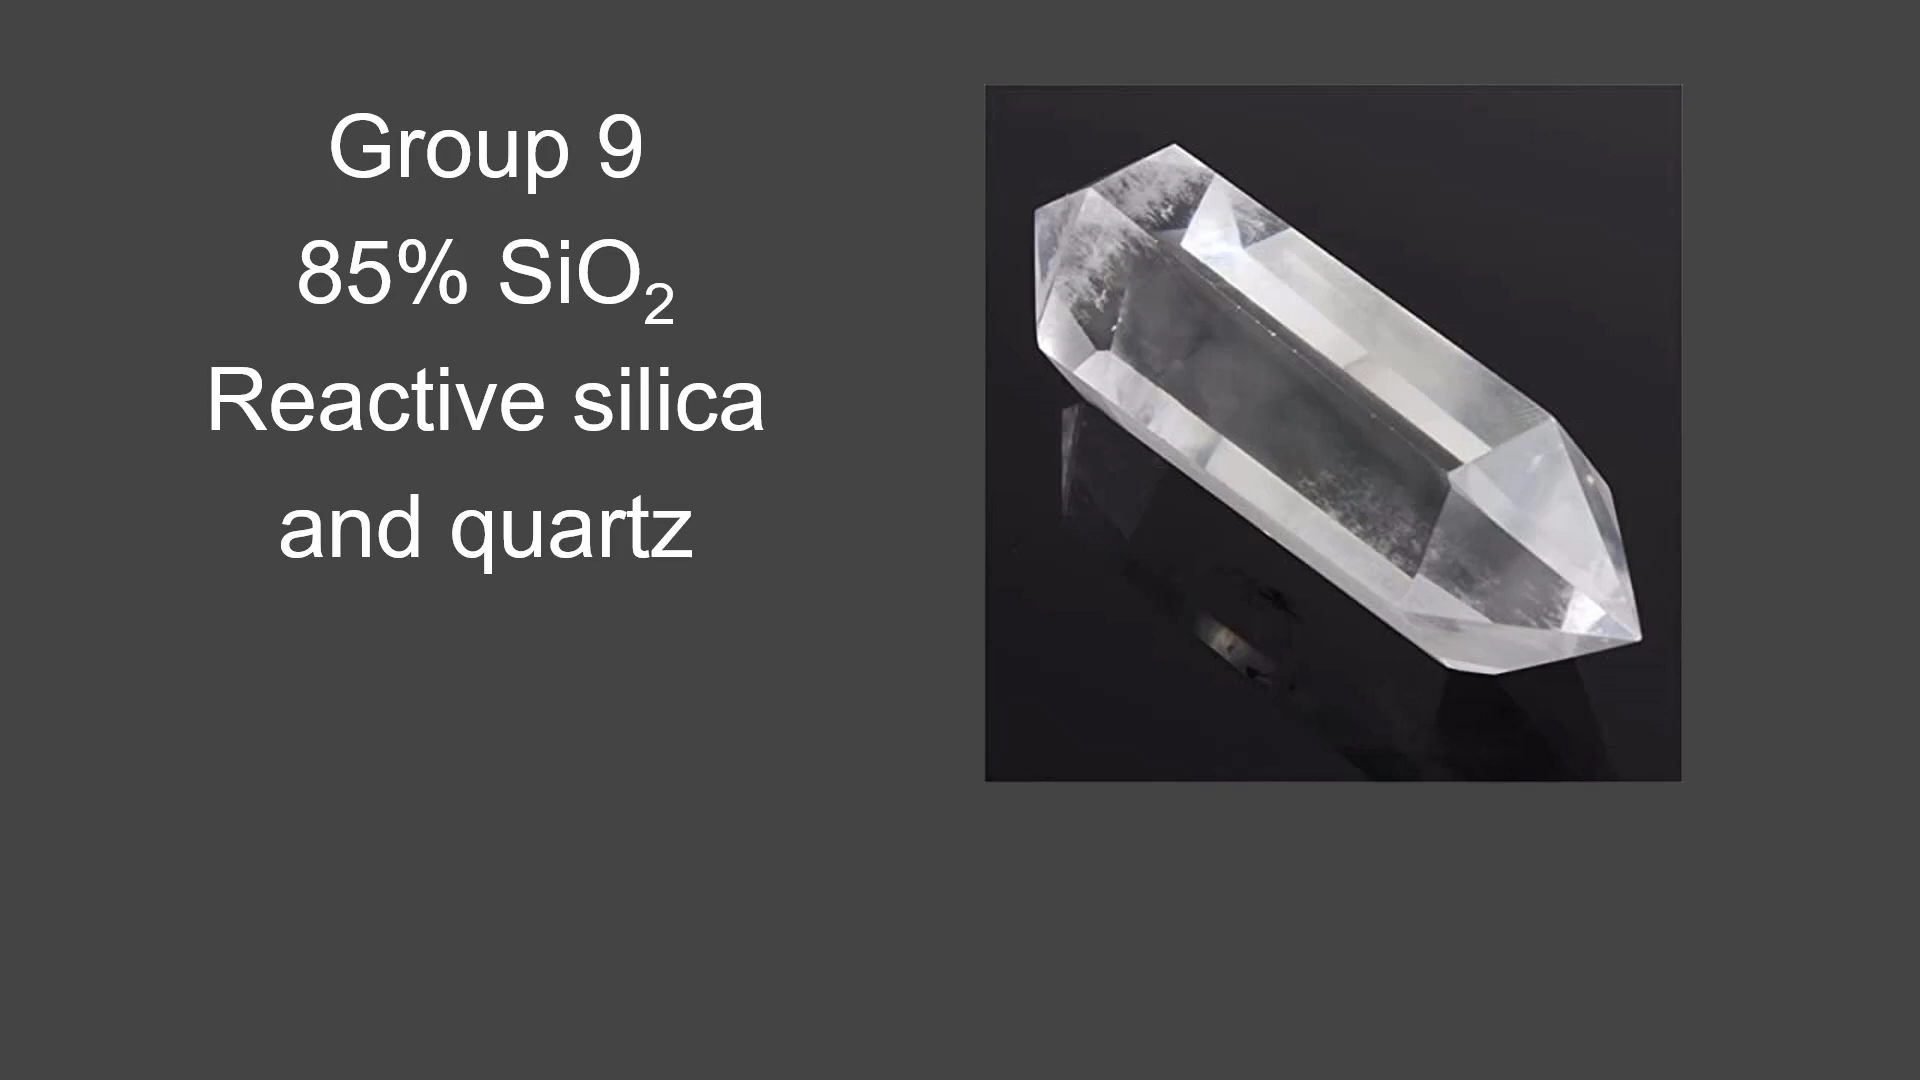 Group 9
85% SiO₂
Reactive silica
and quartz